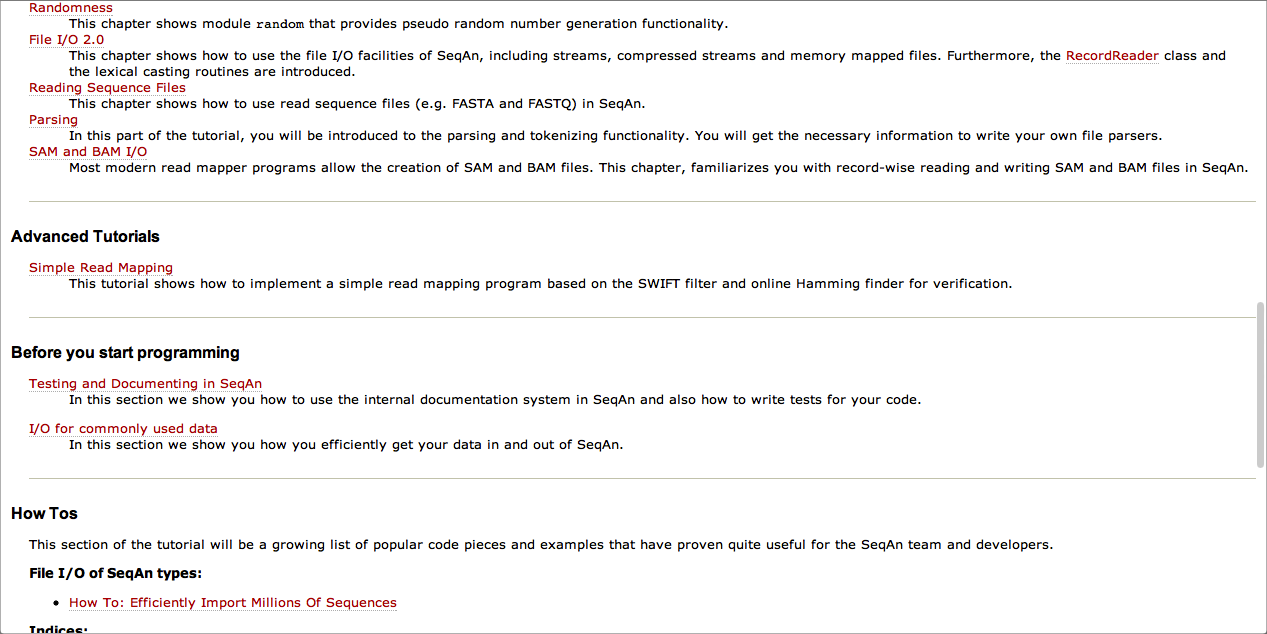 Randomness
This chapter shows module random that provides pseudo random number generation functionality.
File I/O 2.0
This chapter shows how to use the file I/O facilities of SeqAn, including streams, compressed streams and memory mapped files. Furthermore, the RecordReader class and
the lexical casting routines are introduced.
Reading Sequence Files
This chapter shows how to use read sequence files (e.g. FASTA and FASTQ) in SeqAn.
Parsing
In this part of the tutorial, you will be introduced to the parsing and tokenizing functionality. You will get the necessary information to write your own file parsers.
SAM and BAM I/O
Most modern read mapper programs allow the creation of SAM and BAM files. This chapter, familiarizes you with record-wise reading and writing SAM and BAM files in SeqAn.
Advanced Tutorials
Simple Read Mapping
This tutorial shows how to implement a simple read mapping program based on the SWIFT filter and online Hamming finder for verification.
Before you start programming
Testing and Documenting in SeqAn
In this section we show you how to use the internal documentation system in SeqAn and also how to write tests for your code.
I/O for commonly used data
In this section we show you how you efficiently get your data in and out of SeqAn.
How Tos
This section of the tutorial will be a growing list of popular code pieces and examples that have proven quite useful for the SeqAn team and developers.
File I/O of SeqAn types:
• How To: Efficiently Import Millions Of Sequences
Indices: